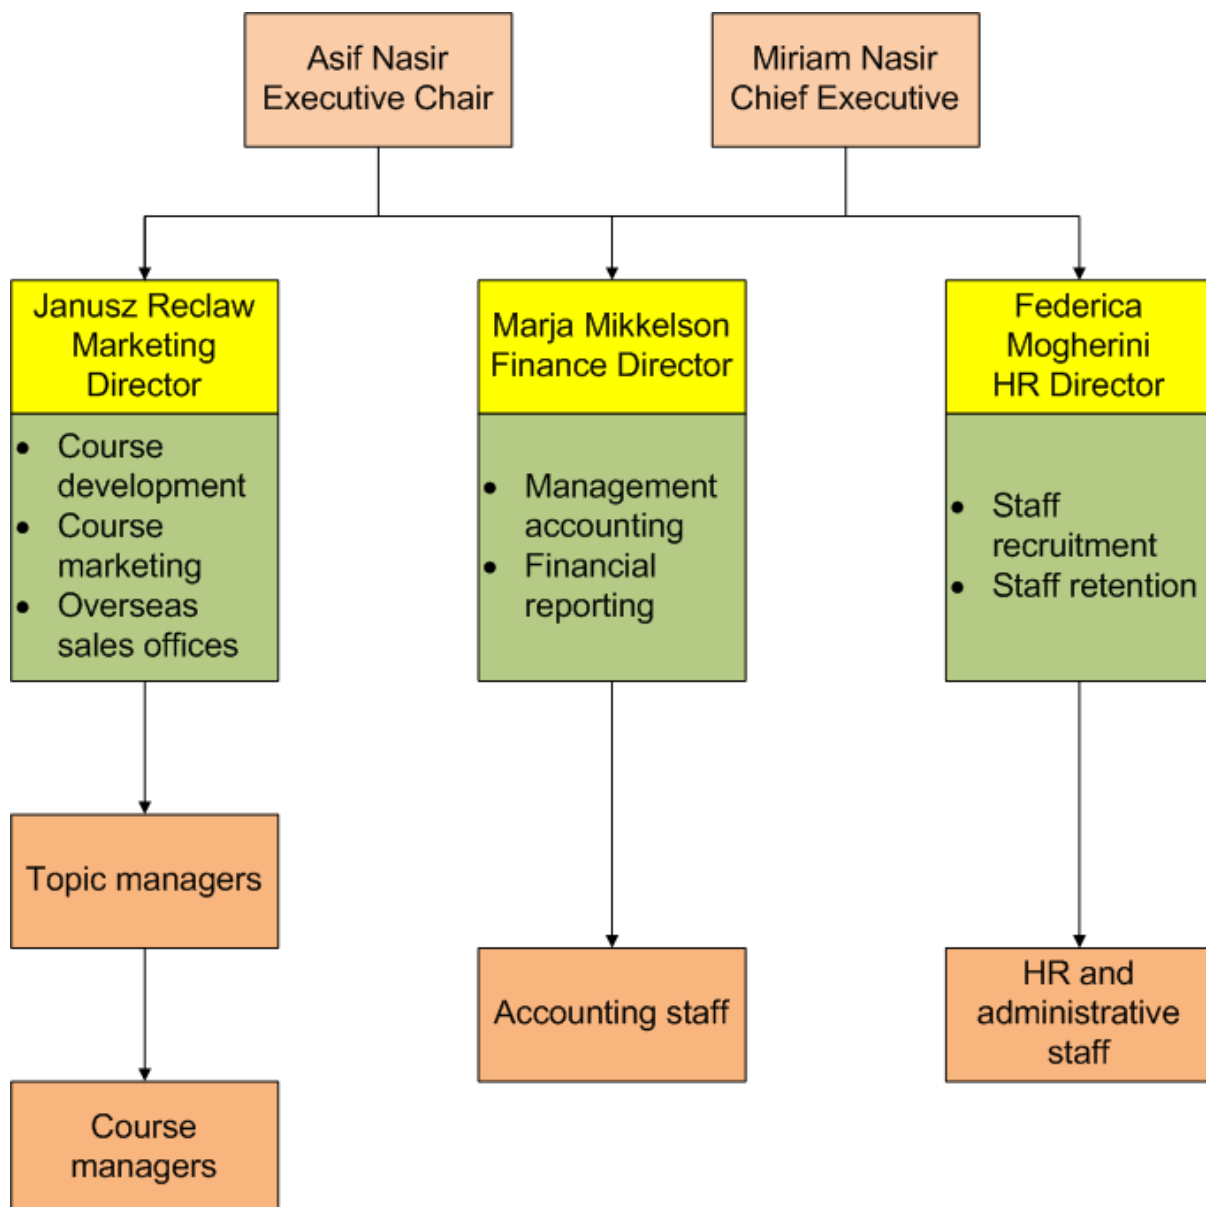 Asif Nasir
Executive Chair
Miriam Nasir
Chief Executive
Janusz Reclaw
Marketing
Director
Marja Mikkelson
Finance Director
Federica
Mogherini
HR Director
• Course
development
• Course
marketing
• Overseas
sales offices
• Management
accounting
• Financial
reporting
• Staff
recruitment
• Staff retention
Topic managers
Accounting staff
HR and
administrative
staff
Course
managers